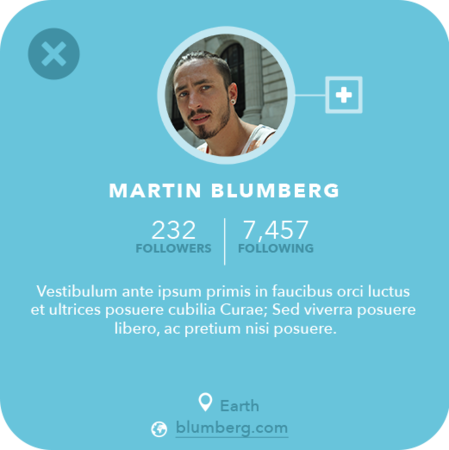 MARTIN BLUMBERG
232 7,457
FOLLOWERS FOLLOWING
Vestibulum ante ipsum primis in faucibus orci luctus
et ultrices posuere cubilia Curae; Sed viverra posuere
libero, ac pretium nisi posuere.
Earth
blumberg.com